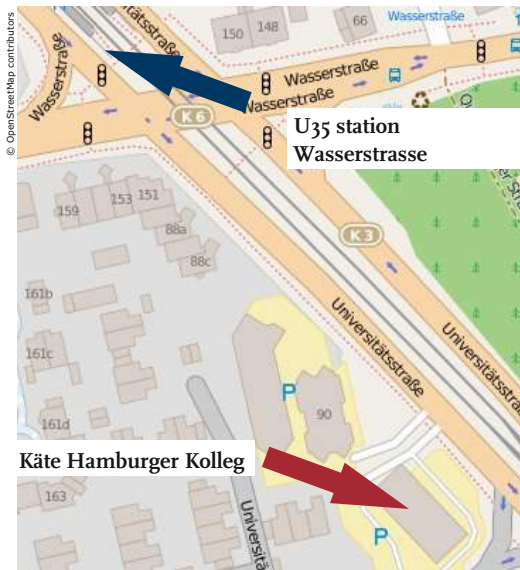 © OpenStreetMap contributors
Universitätsstraße
150
148
66
Wasserstraße
Wasserstraße
Wasserstraße
Wasserstraße
K 6
U35 station
Wasserstrasse
159
153
151
88a
88c
K 3
161b
161c
161d
Universitätsstraße
Universitätsstraße
P
90
Käte Hamburger Kolleg
163
P